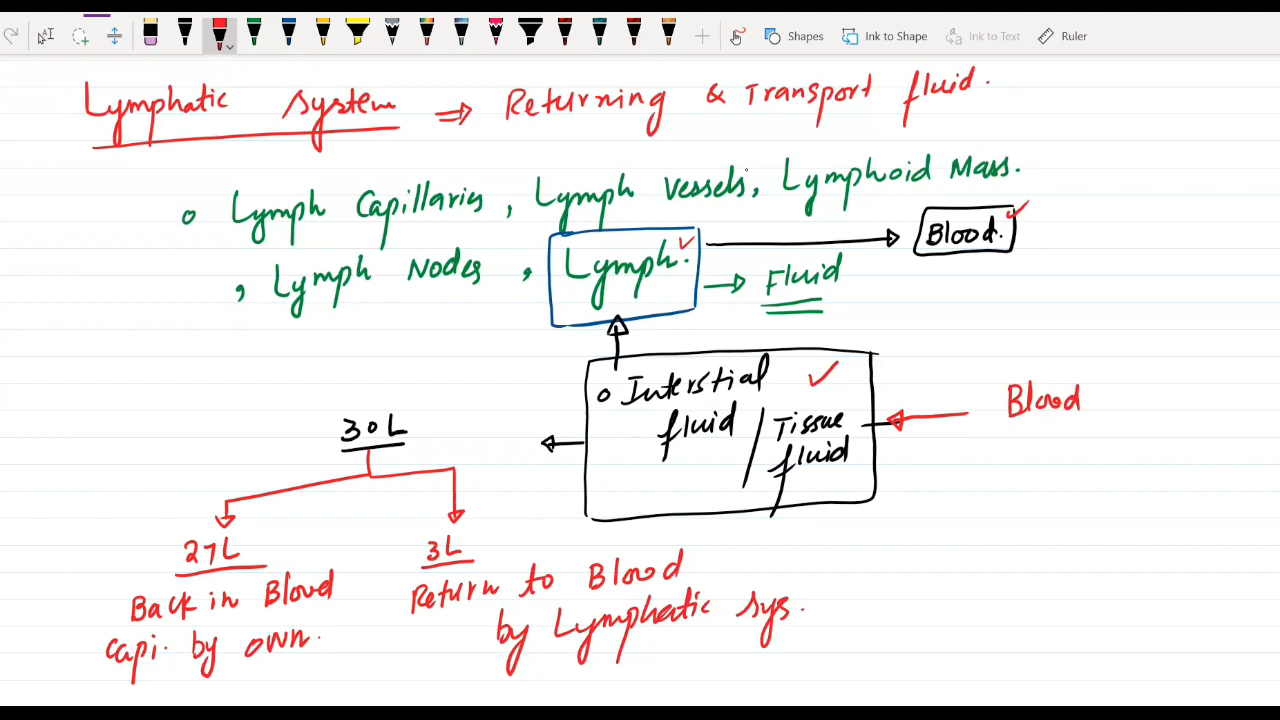 Shapes
Ink to Shape
Ink to Text
Ruler
Lymphatic system ⇒ Returning & Transport fluid.
Lymph Capillaries, Lymph Vessels, Lymphoid Mass.
, Lymph Nodes, Lymph.
Blood.
Fluid
Interstial
fluid / Tissue
fluid
Blood
30L
27L
Back in Blood
capi. by own.
3L
Return to Blood
by Lymphatic sys.